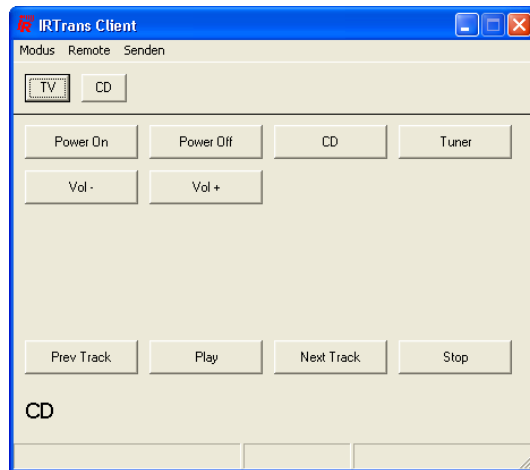 IRTrans Client
Modus Remote Senden
TV CD
Power On Power Off CD Tuner
Vol - Vol +
Prev Track Play Next Track Stop
CD